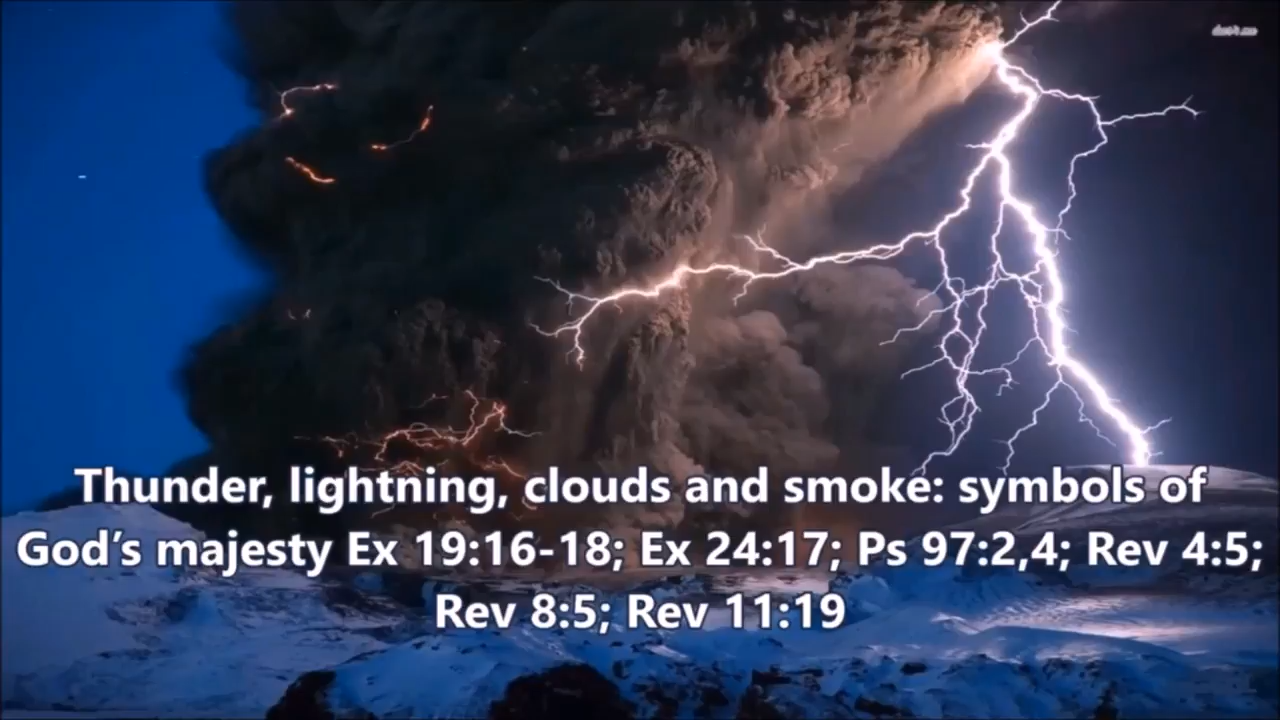 Thunder, lightning, clouds and smoke: symbols of
God’s majesty Ex 19:16-18; Ex 24:17; Ps 97:2,4; Rev 4:5;
Rev 8:5; Rev 11:19